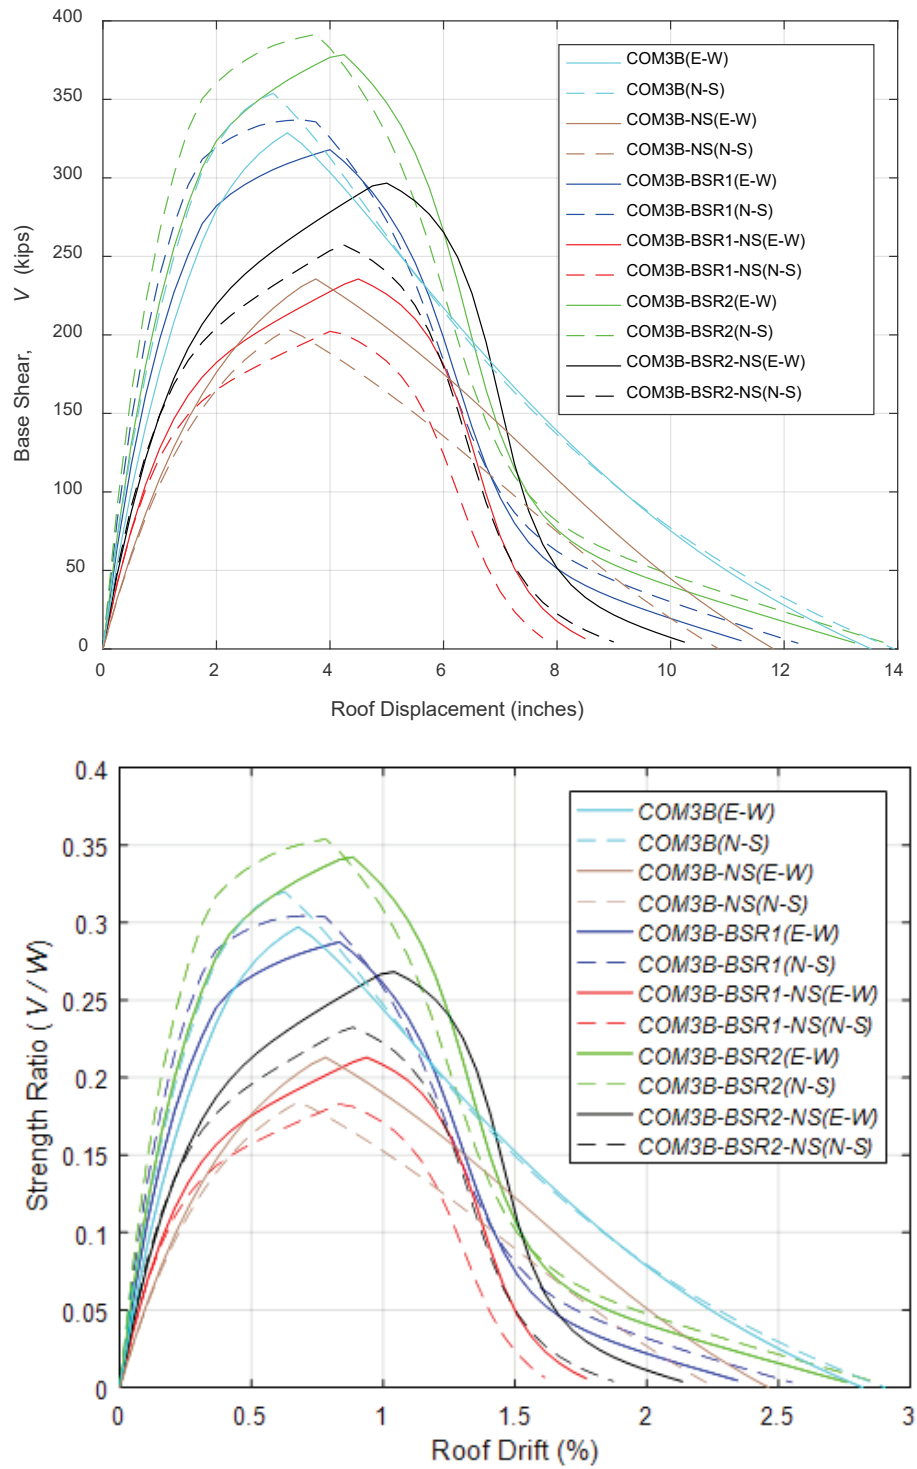 400
350
300
250
200
150
100
50
0
Base Shear, V (kips)
COM3B(E-W)
COM3B(N-S)
COM3B-NS(E-W)
COM3B-NS(N-S)
COM3B-BSR1(E-W)
COM3B-BSR1(N-S)
COM3B-BSR1-NS(E-W)
COM3B-BSR1-NS(N-S)
COM3B-BSR2(E-W)
COM3B-BSR2(N-S)
COM3B-BSR2-NS(E-W)
COM3B-BSR2-NS(N-S)
0 2 4 6 8 10 12 14
Roof Displacement (inches)
0.4
0.35
0.3
0.25
0.2
0.15
0.1
0.05
0
Strength Ratio ( V / W)
COM3B(E-W)
COM3B(N-S)
COM3B-NS(E-W)
COM3B-NS(N-S)
COM3B-BSR1(E-W)
COM3B-BSR1(N-S)
COM3B-BSR1-NS(E-W)
COM3B-BSR1-NS(N-S)
COM3B-BSR2(E-W)
COM3B-BSR2(N-S)
COM3B-BSR2-NS(E-W)
COM3B-BSR2-NS(N-S)
0 0.5 1 1.5 2 2.5 3
Roof Drift (%)